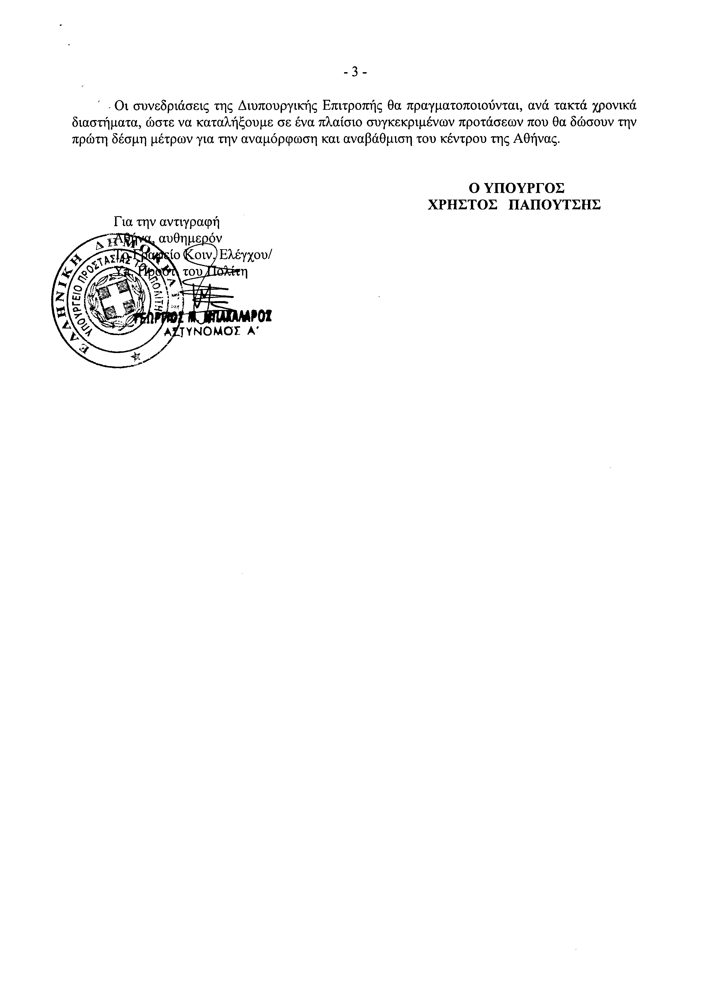 - 3 -
Οι συνεδριάσεις της Διυπουργικής Επιτροπής θα πραγματοποιούνται, ανά τακτά χρονικά
διαστήματα, ώστε να καταλήξουμε σε ένα πλαίσιο συγκεκριμένων προτάσεων που θα δώσουν την
πρώτη δέσμη μέτρων για την αναμόρφωση και αναβάθμιση του κέντρου της Αθήνας.
Ο ΥΠΟΥΡΓΟΣ
ΧΡΗΣΤΟΣ ΠΑΠΟΥΤΣΗΣ
Για την αντιγραφή
Αθήνα, αυθημερόν
Το Γραφείο Κοιν. Ελέγχου/
Υπ. Προστ. του Πολίτη
ΕΛΛΗΝΙΚΗ ΔΗΜΟΚΡΑΤΙΑ
ΥΠΟΥΡΓΕΙΟ ΠΡΟΣΤΑΣΙΑΣ ΤΟΥ ΠΟΛΙΤΗ
ΓΕΩΡΓΙΟΣ
ΑΣΤΥΝΟΜΟΣ Α'